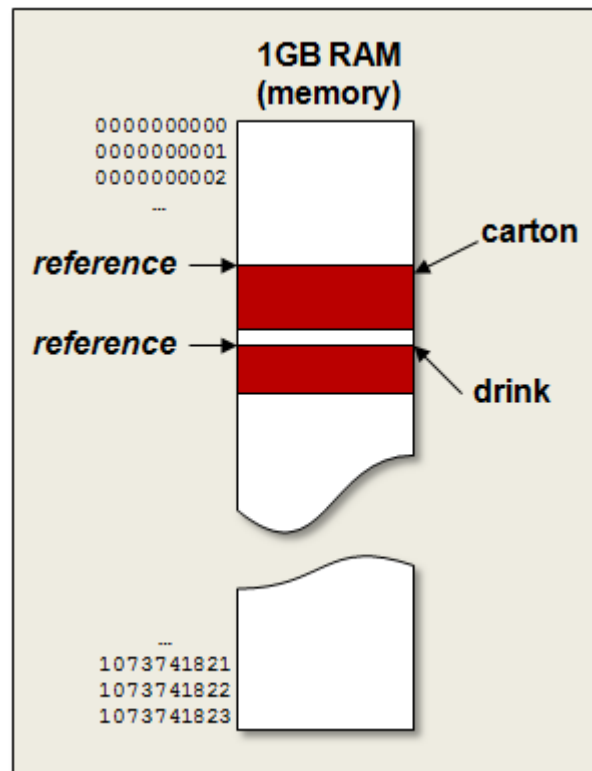 1GB RAM
(memory)
0000000000
0000000001
0000000002
...
carton
reference
reference
drink
...
1073741821
1073741822
1073741823